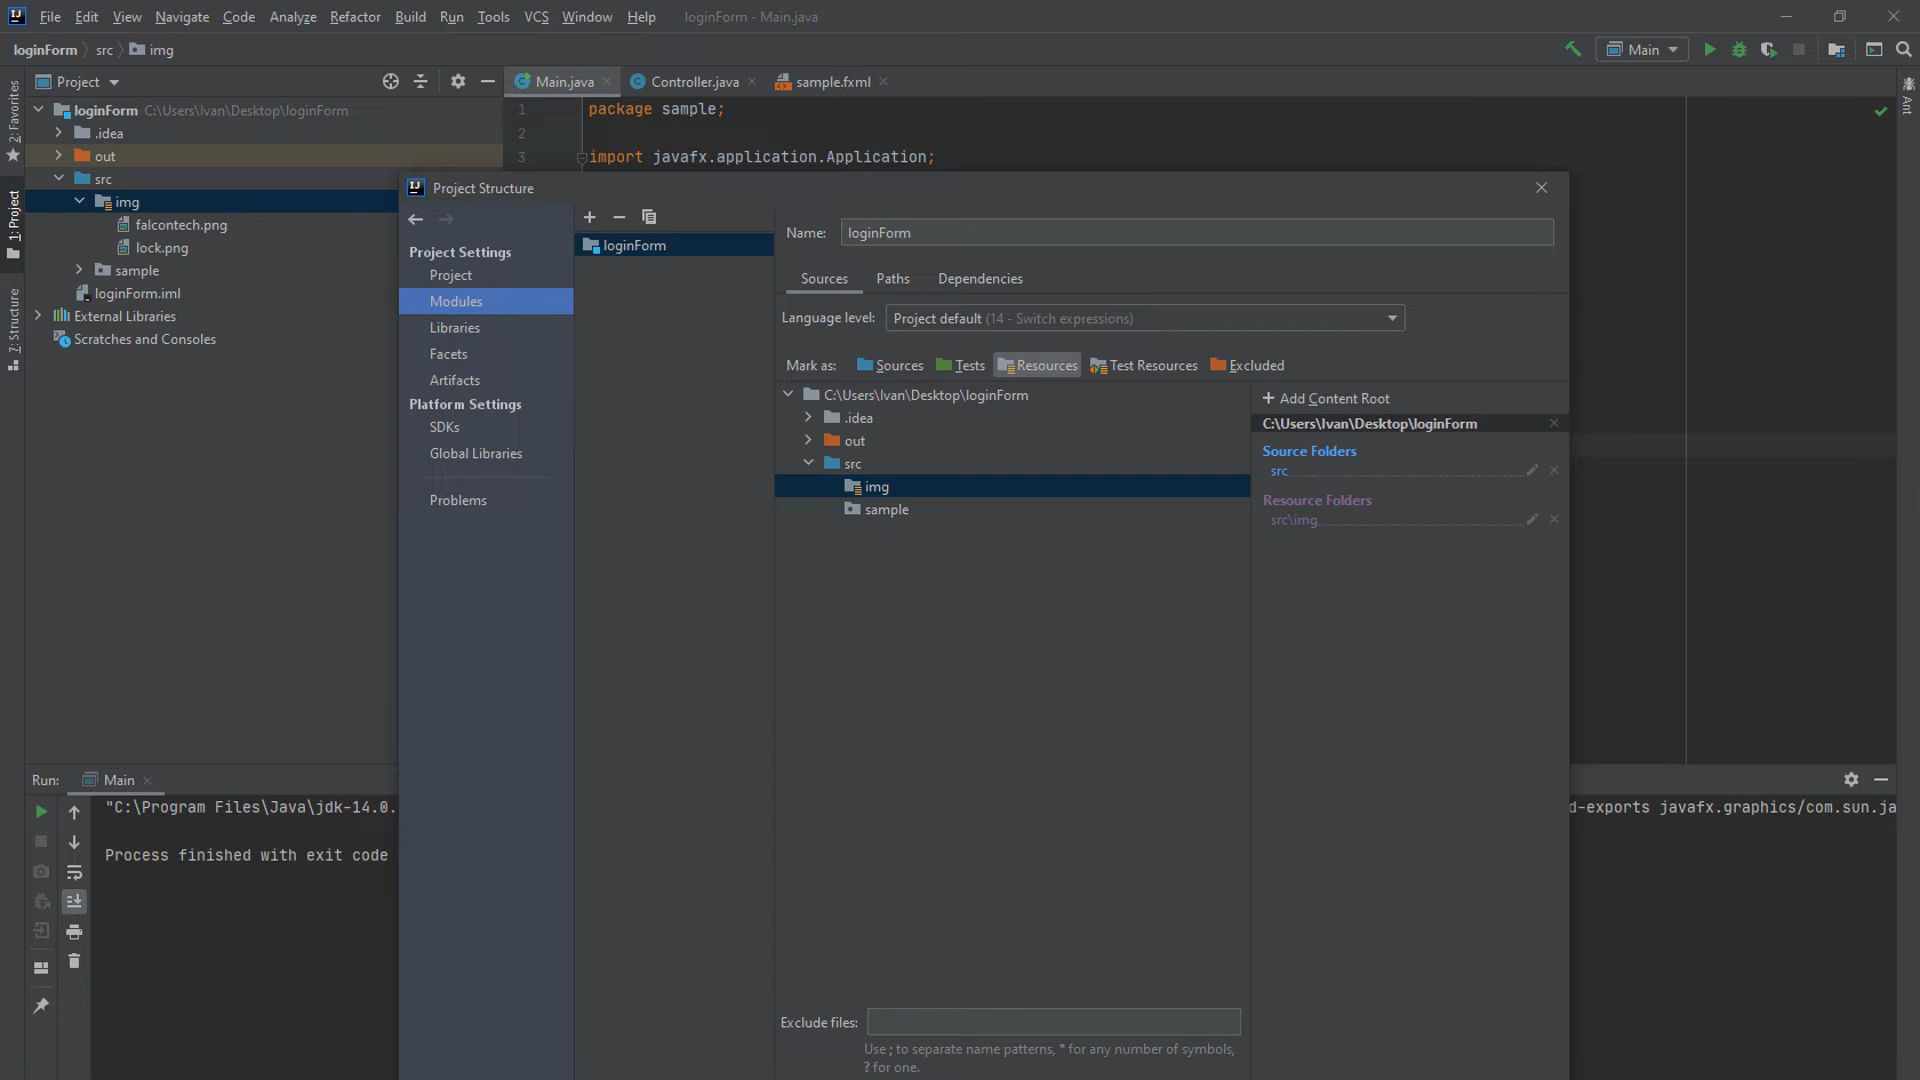 File Edit View Navigate Code Analyze Refactor Build Run Tools VCS Window Help loginForm - Main.java
loginForm src img
Main
Project
Main.java Controller.java sample.fxml
2: Favorites
1: Project
7: Structure
Ant
loginForm C:\Users\Ivan\Desktop\loginForm
.idea
out
src
img
falcontech.png
lock.png
sample
loginForm.iml
External Libraries
Scratches and Consoles
1 package sample;
2
3 import javafx.application.Application;
Project Structure
Project Settings
Project
Modules
Libraries
Facets
Artifacts
Platform Settings
SDKs
Global Libraries
Problems
loginForm
Name: loginForm
Sources Paths Dependencies
Language level: Project default (14 - Switch expressions)
Mark as: Sources Tests Resources Test Resources Excluded
C:\Users\Ivan\Desktop\loginForm
.idea
out
src
img
sample
Add Content Root
C:\Users\Ivan\Desktop\loginForm
Source Folders
src
Resource Folders
src\img
Exclude files:
Use ; to separate name patterns, * for any number of symbols,
? for one.
Run: Main
"C:\Program Files\Java\jdk-14.0.
d-exports javafx.graphics/com.sun.ja
Process finished with exit code